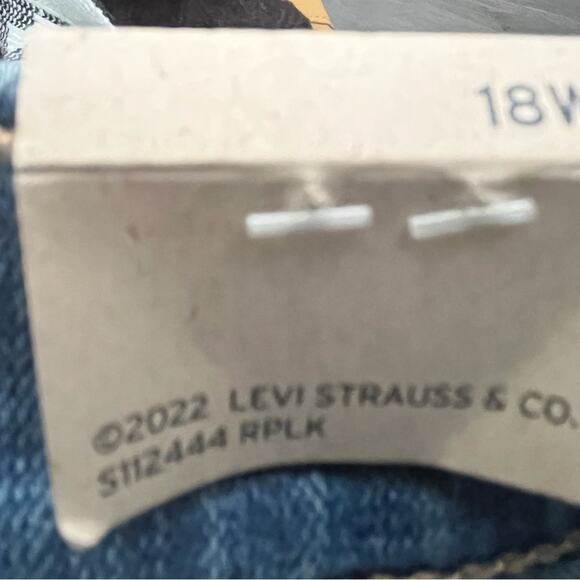 18W
©2022 LEVI STRAUSS & CO.
S112444 RPLK